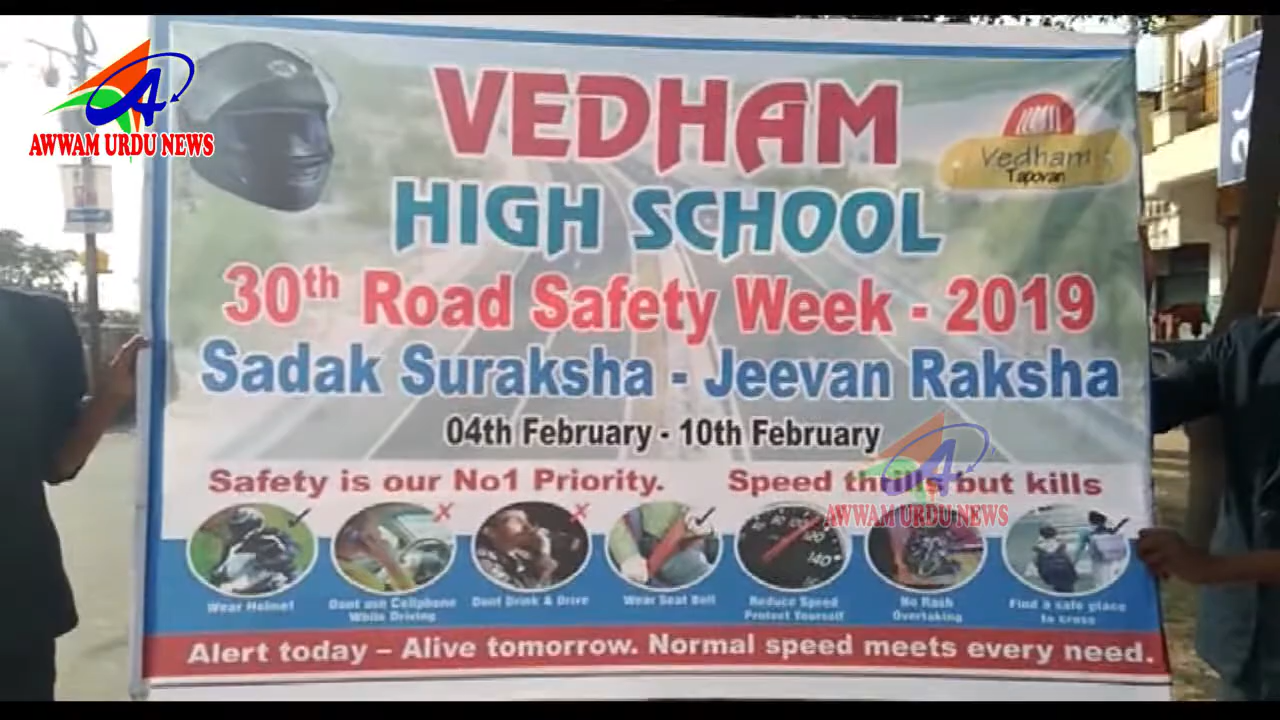 AWWAM URDU NEWS
VEDHAM
HIGH SCHOOL
Vedham
Tapovan
30th Road Safety Week - 2019
Sadak Suraksha - Jeevan Raksha
04th February - 10th February
Safety is our No1 Priority.
Speed thrills but kills
AWWAM URDU NEWS
Wear Helmet
Dont use Cellphone
While Driving
Dont Drink & Drive
Wear Seat Belt
Reduce Speed
Protect Yourself
No Rash
Overtaking
Find a safe place
to cross
Alert today – Alive tomorrow. Normal speed meets every need.